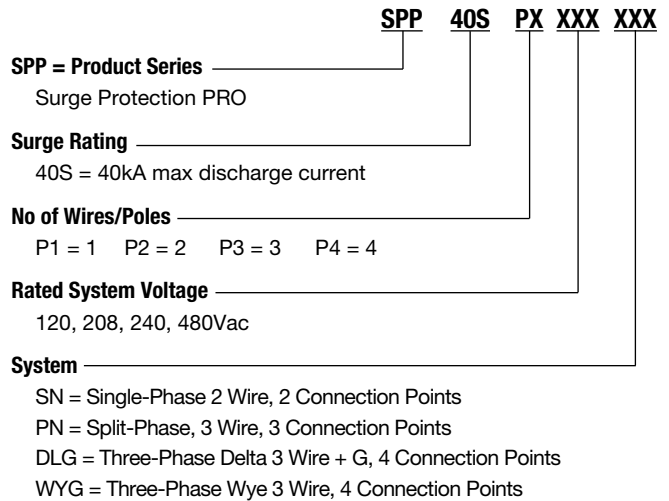 SPP 40S PX XXX XXX
SPP = Product Series
Surge Protection PRO
Surge Rating
40S = 40kA max discharge current
No of Wires/Poles
P1 = 1 P2 = 2 P3 = 3 P4 = 4
Rated System Voltage
120, 208, 240, 480Vac
System
SN = Single-Phase 2 Wire, 2 Connection Points
PN = Split-Phase, 3 Wire, 3 Connection Points
DLG = Three-Phase Delta 3 Wire + G, 4 Connection Points
WYG = Three-Phase Wye 3 Wire, 4 Connection Points